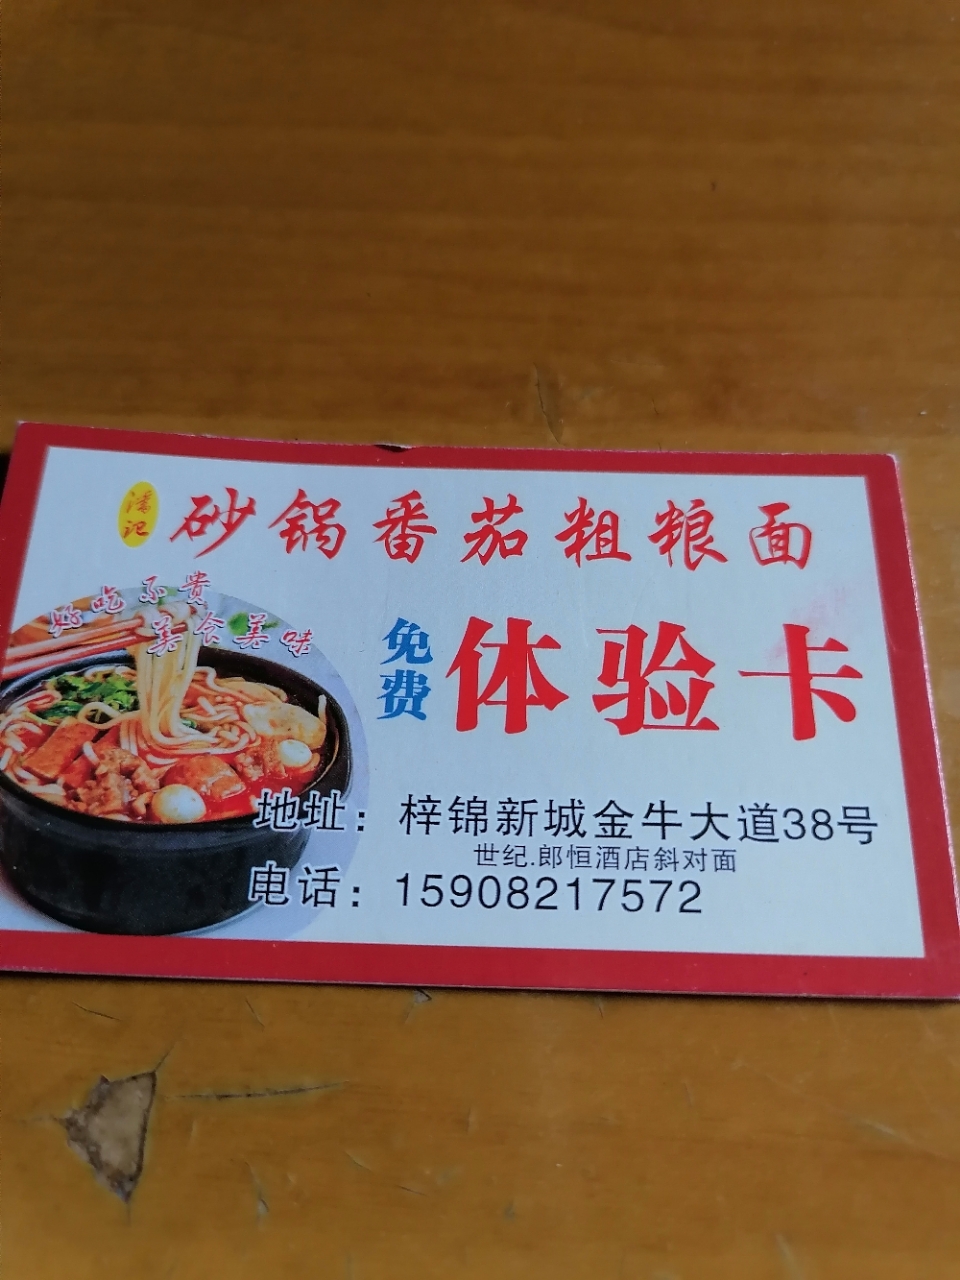 潘记
砂锅番茄粗粮面
好吃不贵
美食美味
免费
体验卡
地址：梓锦新城金牛大道38号
世纪.郎恒酒店斜对面
电话：15908217572